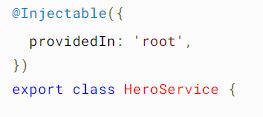 @Injectable({
  providedIn: 'root',
})
export class HeroService {